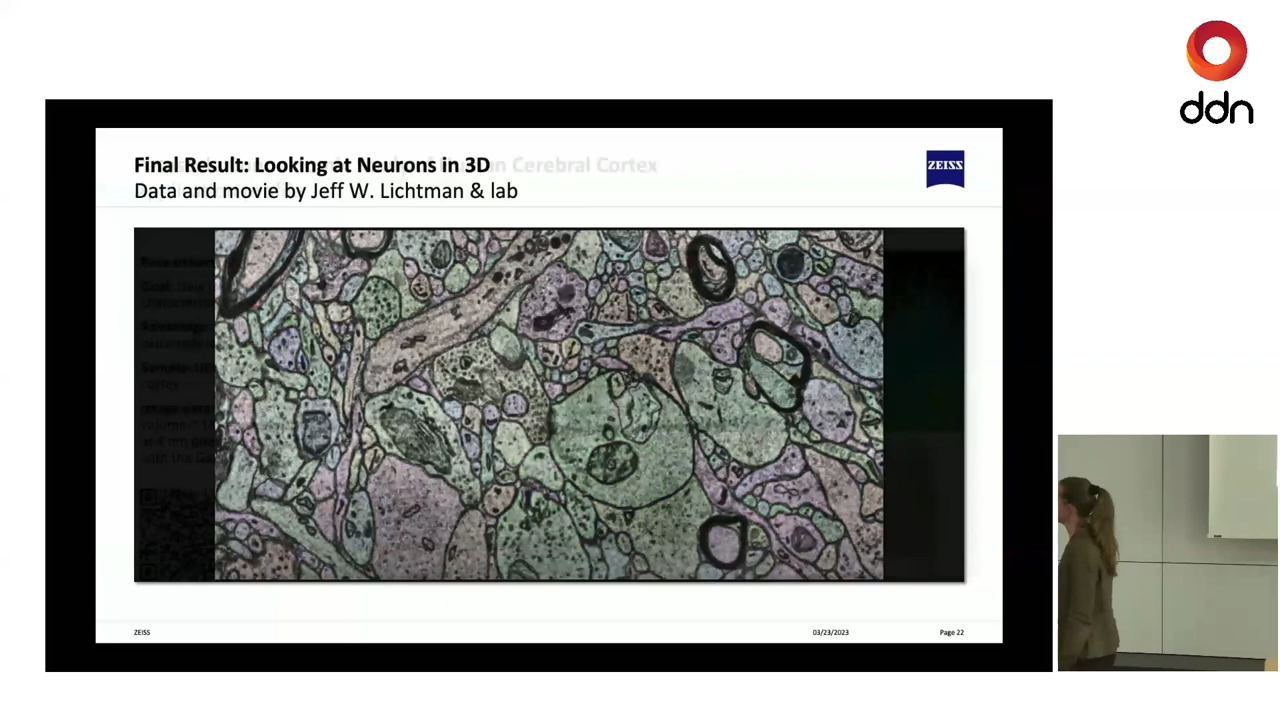 ddn
Final Result: Looking at Neurons in 3D
n Cerebral Cortex
ZEISS
Data and movie by Jeff W. Lichtman & lab
ZEISS
03/23/2023
Page 22